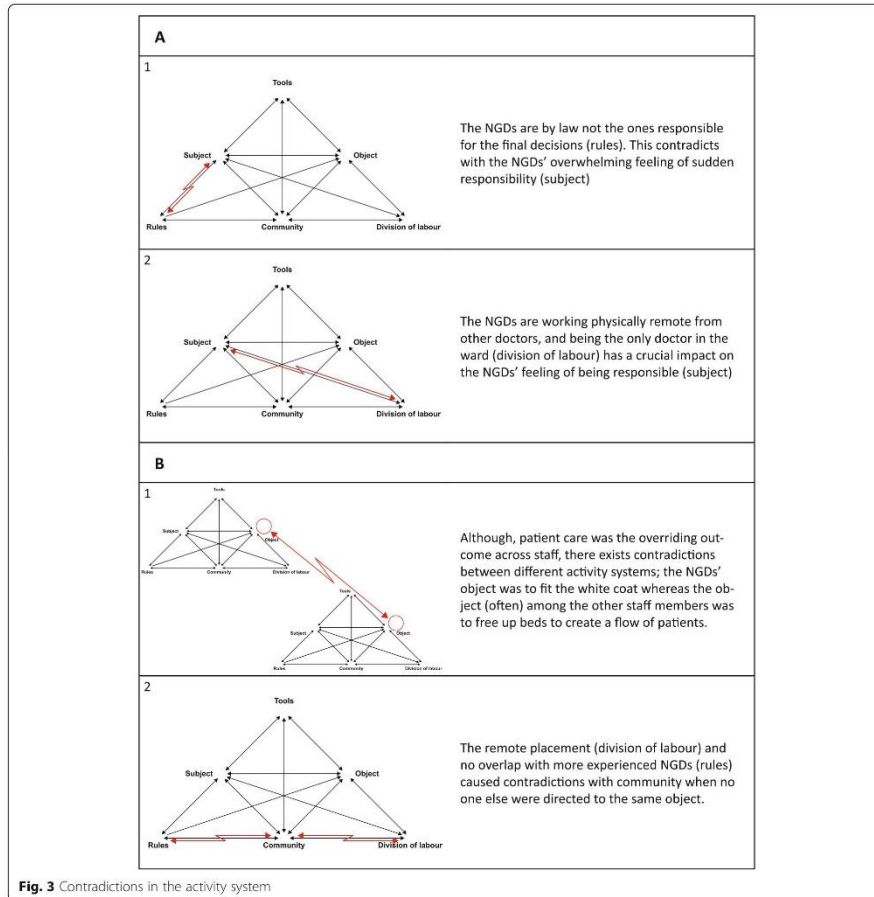 A
1
Tools
Subject
Object
Rules
Community
Division of labour
The NGDs are by law not the ones responsible
for the final decisions (rules). This contradicts
with the NGDs' overwhelming feeling of sudden
responsibility (subject)
2
Tools
Subject
Object
Rules
Community
Division of labour
The NGDs are working physically remote from
other doctors, and being the only doctor in
the ward (division of labour) has a crucial impact on
the NGDs' feeling of being responsible (subject)
B
1
Tools
Subject
Object
Rules
Community
Division of labour
Tools
Subject
Object
Rules
Community
Division of labour
Although, patient care was the overriding out-
come across staff, there exists contradictions
between different activity systems; the NGDs'
object was to fit the white coat whereas the ob-
ject (often) among the other staff members was
to free up beds to create a flow of patients.
2
Tools
Subject
Object
Rules
Community
Division of labour
The remote placement (division of labour) and
no overlap with more experienced NGDs (rules)
caused contradictions with community when no
one else were directed to the same object.
Fig. 3 Contradictions in the activity system